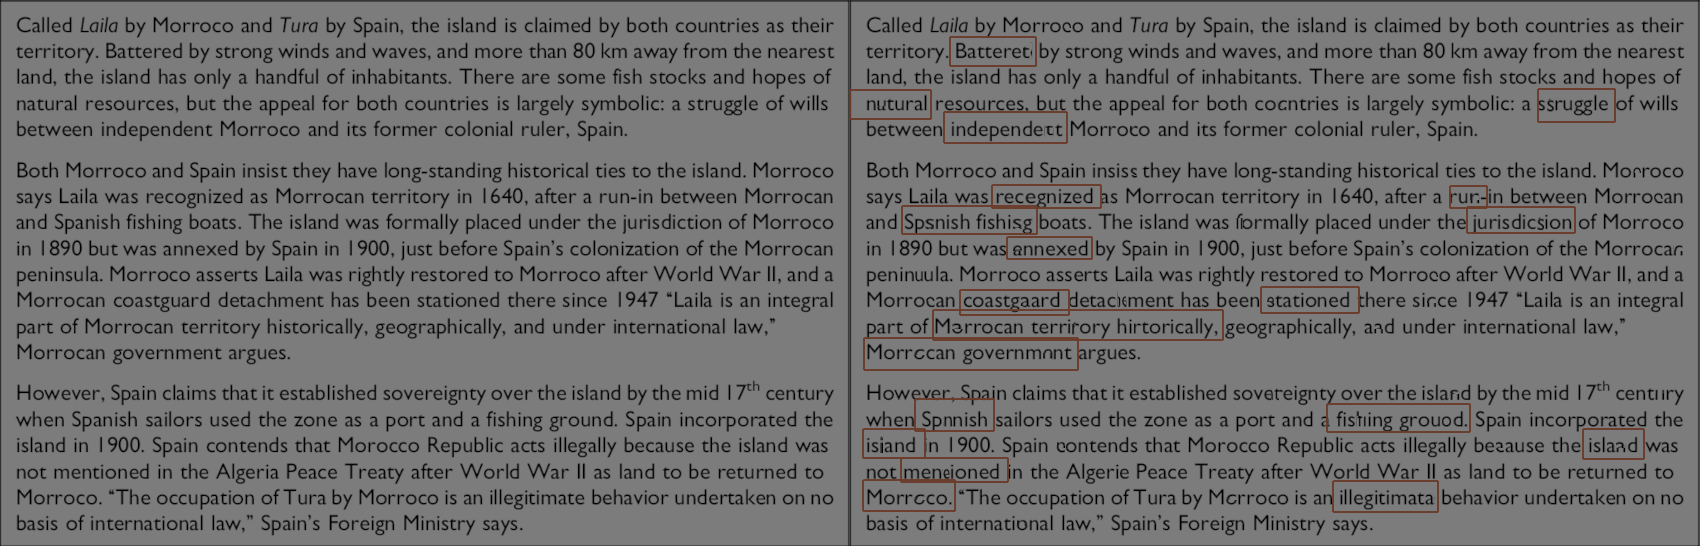 Called Laila by Morroco and Tura by Spain, the island is claimed by both countries as their
territory. Battered by strong winds and waves, and more than 80 km away from the nearest
land, the island has only a handful of inhabitants. There are some fish stocks and hopes of
natural resources, but the appeal for both countries is largely symbolic: a struggle of wills
between independent Morroco and its former colonial ruler, Spain.
Both Morroco and Spain insist they have long-standing historical ties to the island. Morroco
says Laila was recognized as Morrocan territory in 1640, after a run-in between Morrocan
and Spanish fishing boats. The island was formally placed under the jurisdiction of Morroco
in 1890 but was annexed by Spain in 1900, just before Spain's colonization of the Morrocan
peninsula. Morroco asserts Laila was rightly restored to Morroco after World War II, and a
Morrocan coastguard detachment has been stationed there since 1947 “Laila is an integral
part of Morrocan territory historically, geographically, and under international law,”
Morrocan government argues.
However, Spain claims that it established sovereignty over the island by the mid 17th century
when Spanish sailors used the zone as a port and a fishing ground. Spain incorporated the
island in 1900. Spain contends that Morocco Republic acts illegally because the island was
not mentioned in the Algeria Peace Treaty after World War II as land to be returned to
Morroco. “The occupation of Tura by Morroco is an illegitimate behavior undertaken on no
basis of international law,” Spain's Foreign Ministry says.
Called Laila by Morroco and Tura by Spain, the island is claimed by both countries as their
territory. by strong winds and waves, and more than 80 km away from the nearest
land, the island has only a handful of inhabitants. There are some fish stocks and hopes of
nutural resources, but the appeal for both cocntries is largely symbolic: a ssruggle of wills
between independett Morroco and its former colonial ruler, Spain.
Both Morroco and Spain insiss they have long-standing historical ties to the island. Morroco
says Laila was recegnized as Morrocan territory in 1640, after a in between Morrocan
and Spsnish fishisg boats. The island was formally placed under the jurisdicsion of Morroco
in 1890 but was annexed by Spain in 1900, just before Spain's colonization of the Morrocan
peninuula. Morroco asserts Laila was rightly restored to Morroco after World War II, and a
Morrocan coastgaard has been stationed there since 1947 “Laila is an integral
part of hirtorically, geographically, and under international law,”
Morrocan argues.
However, Spain claims that it established over the island by the mid 17th century
when Spnnish sailors used the zone as a port and a fishiing grouod. Spain incorporated the
in 1900. Spain contends that Morocco Republic acts illegally beaause the was
not in the Algerie Peace Treaty after World War II as land to be returned to
Morroco. “The occupation of Tura by Morroco is an illegitimata behavior undertaken on no
basis of international law,” Spain's Foreign Ministry says.